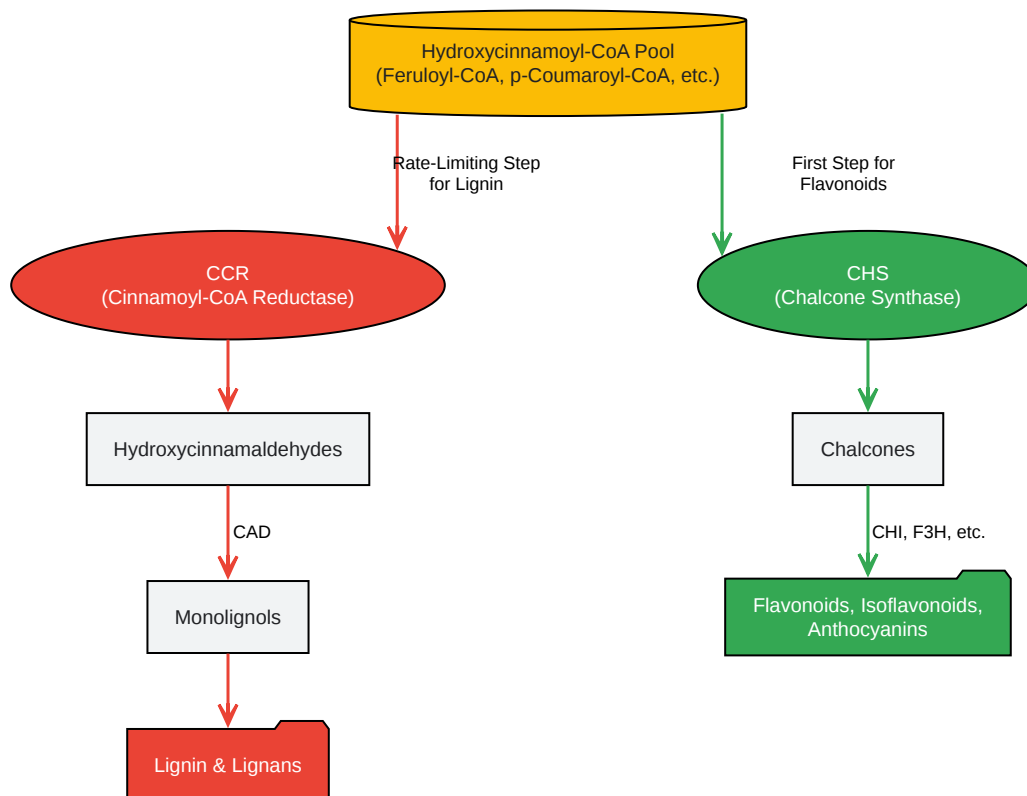 Hydroxycinnamoyl-CoA Pool
(Feruloyl-CoA, p-Coumaroyl-CoA, etc.)
Rate-Limiting Step
for Lignin
First Step for
Flavonoids
CCR
(Cinnamoyl-CoA Reductase)
CHS
(Chalcone Synthase)
Hydroxycinnamaldehydes
Chalcones
CAD
CHI, F3H, etc.
Monolignols
Flavonoids, Isoflavonoids,
Anthocyanins
Lignin & Lignans